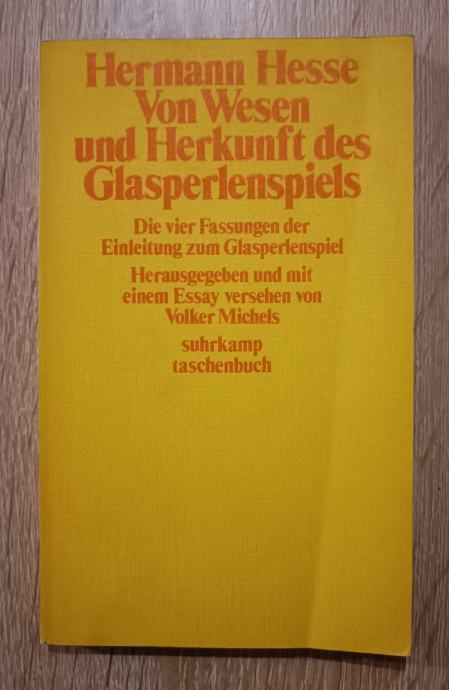 Hermann Hesse
Von Wesen
und Herkunft des
Glasperlenspiels
Die vier Fassungen der
Einleitung zum Glasperlenspiel
Herausgegeben und mit
einem Essay versehen von
Volker Michels
suhrkamp
taschenbuch